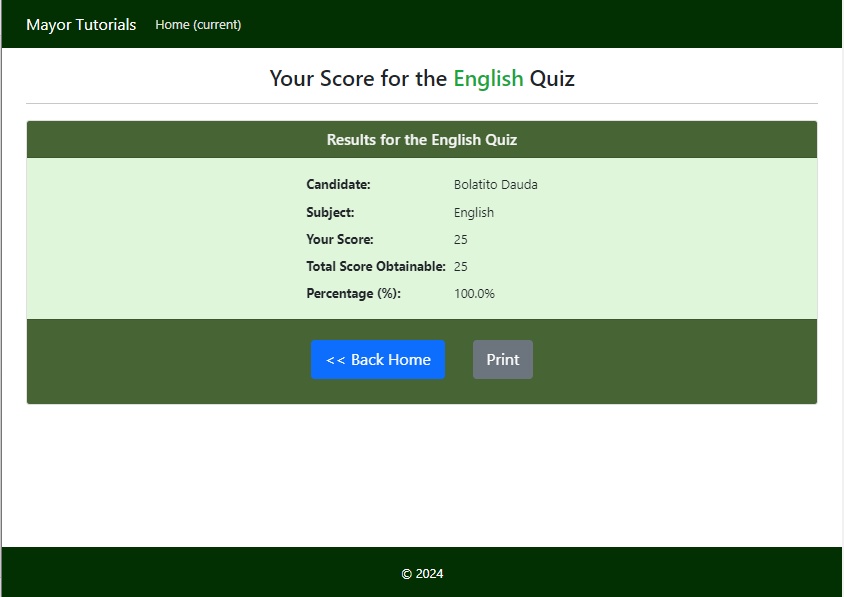 Mayor Tutorials Home (current)
Your Score for the English Quiz
Results for the English Quiz
Candidate: Bolatito Dauda
Subject: English
Your Score: 25
Total Score Obtainable: 25
Percentage (%): 100.0%
<< Back Home Print
© 2024